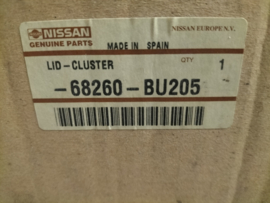 NISSAN
NISSAN EUROPE N.V.
GENUINE PARTS
MADE IN SPAIN
LID-CLUSTER
QTY
1
-68260-BU205